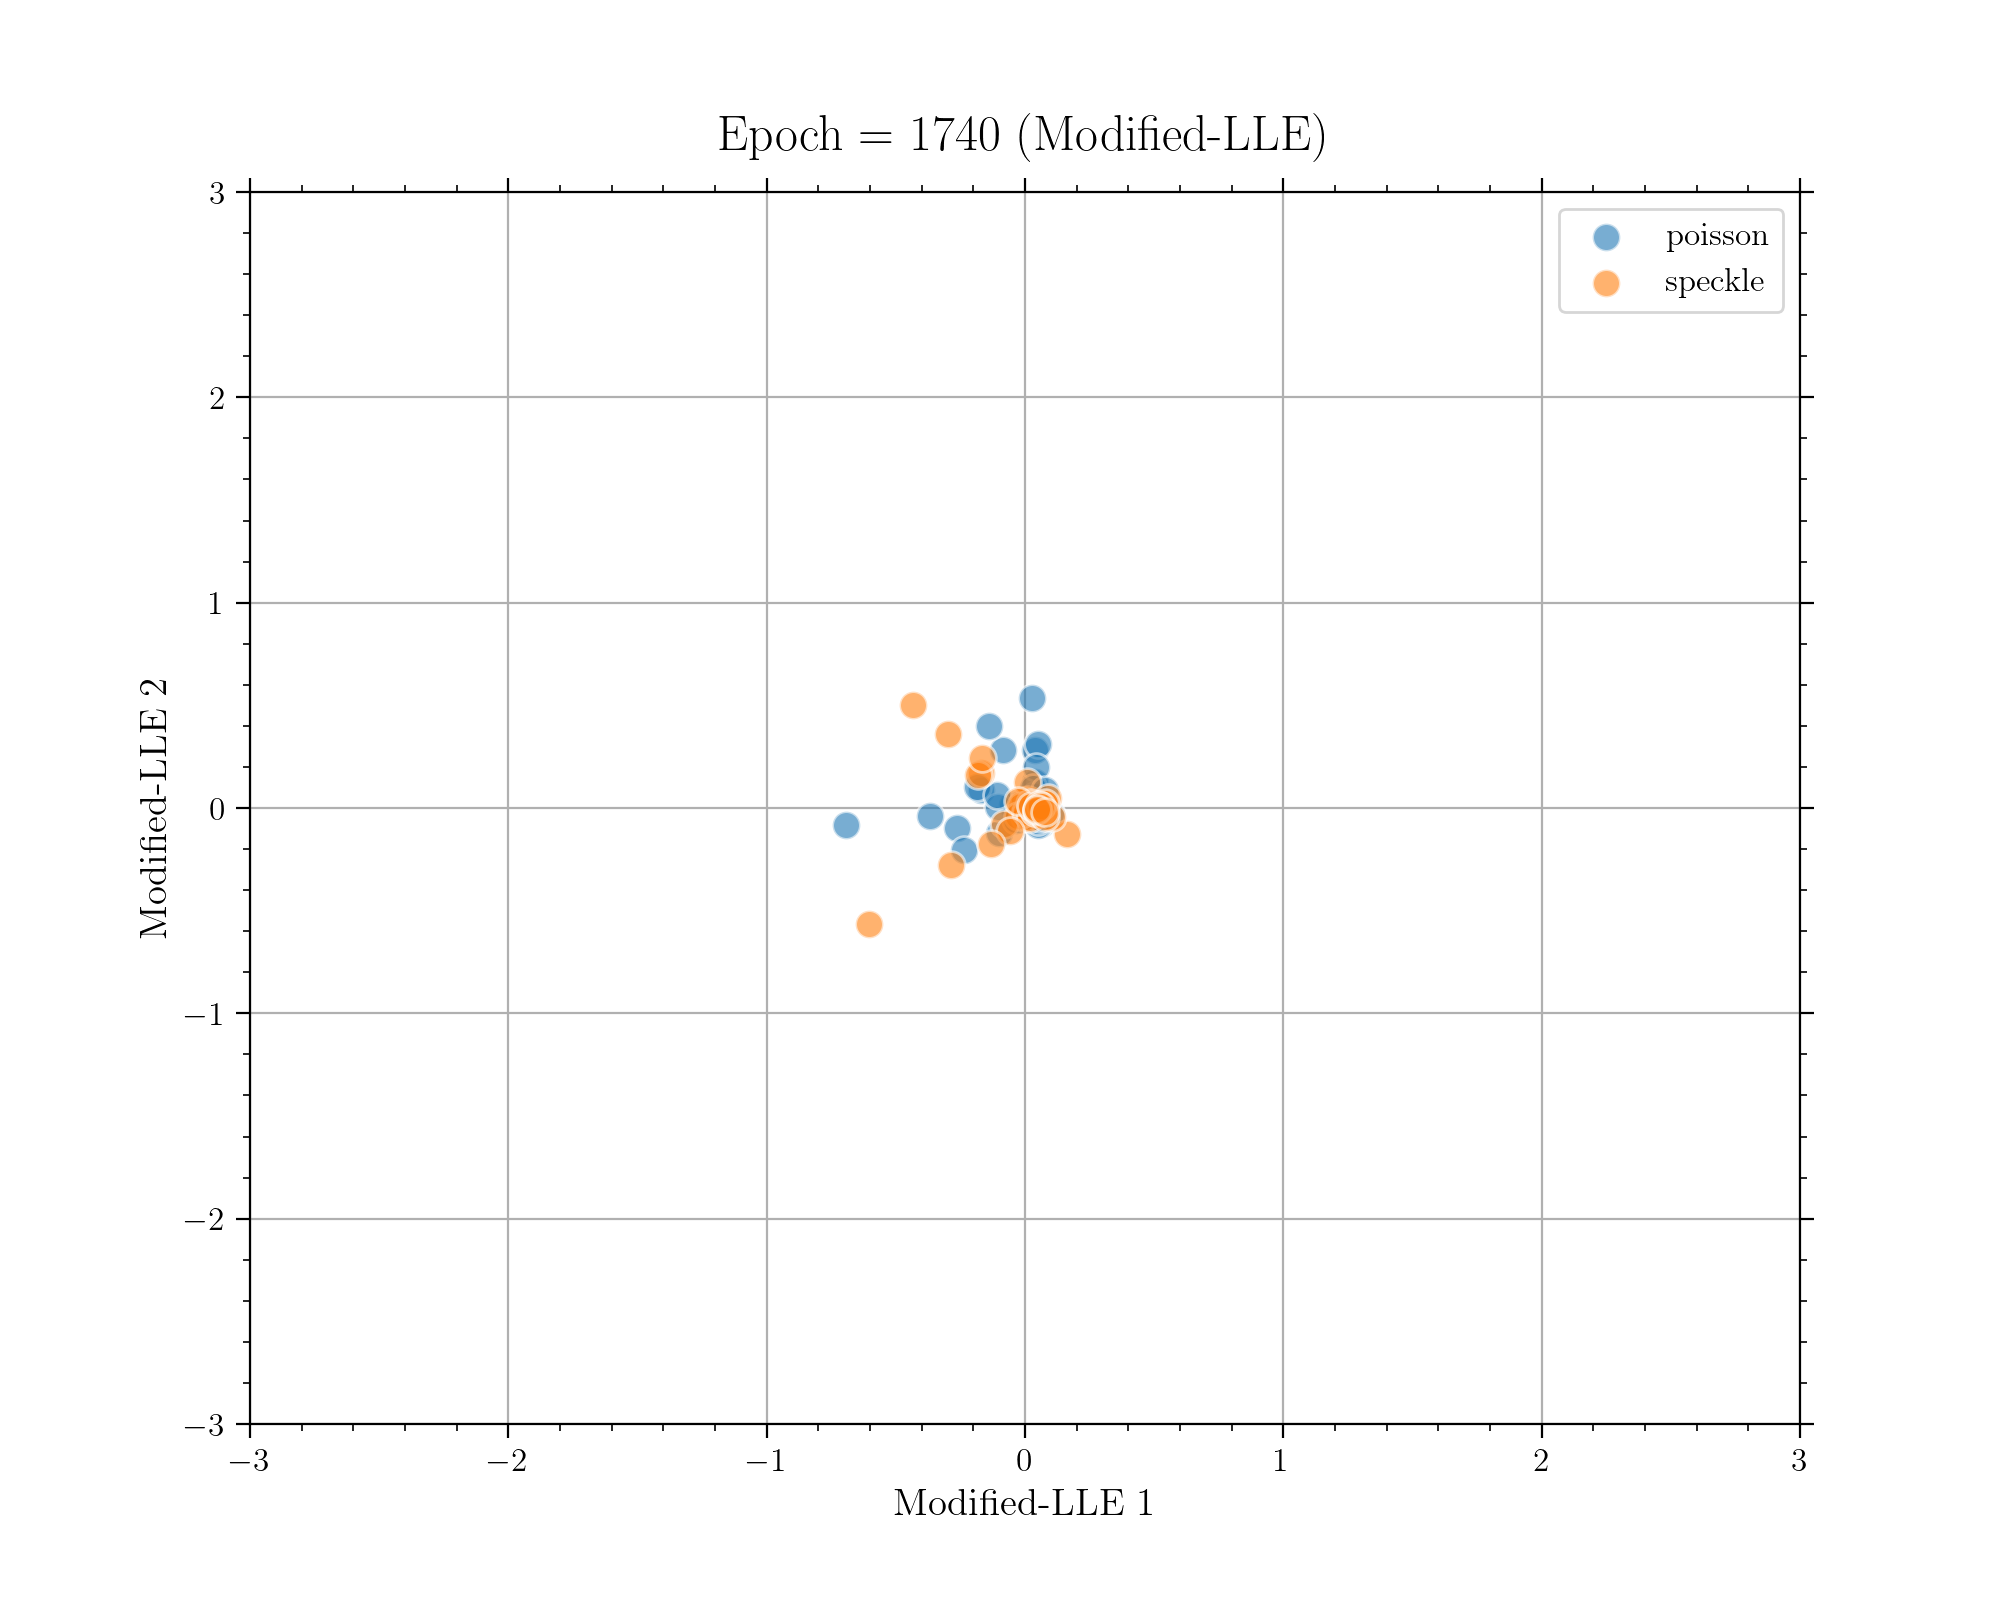 Epoch = 1740 (Modified-LLE)
poisson
speckle
3
2
1
0
−1
−2
−3
Modified-LLE 2
−3
−2
−1
0
1
2
3
Modified-LLE 1